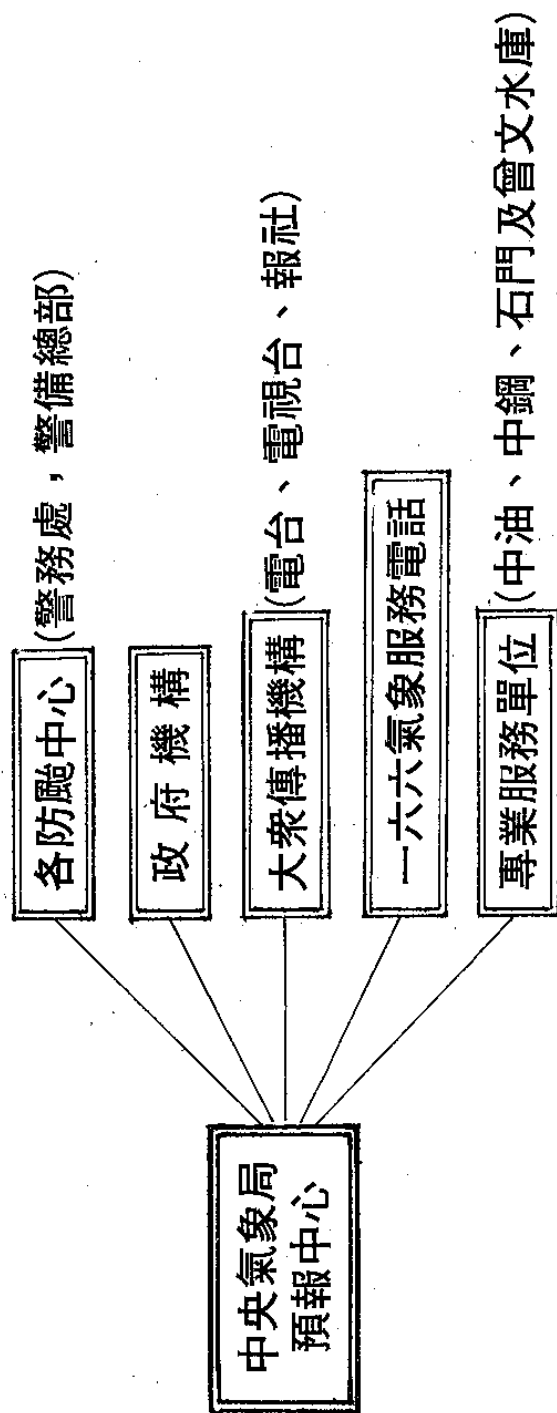 中央氣象局
預報中心
各防颱中心(警務處,警備總部)
政府機構
大眾傳播機構(電台、電視台、報社)
一六六氣象服務電話
專業服務單位(中油、中鋼、石門及曾文水庫)